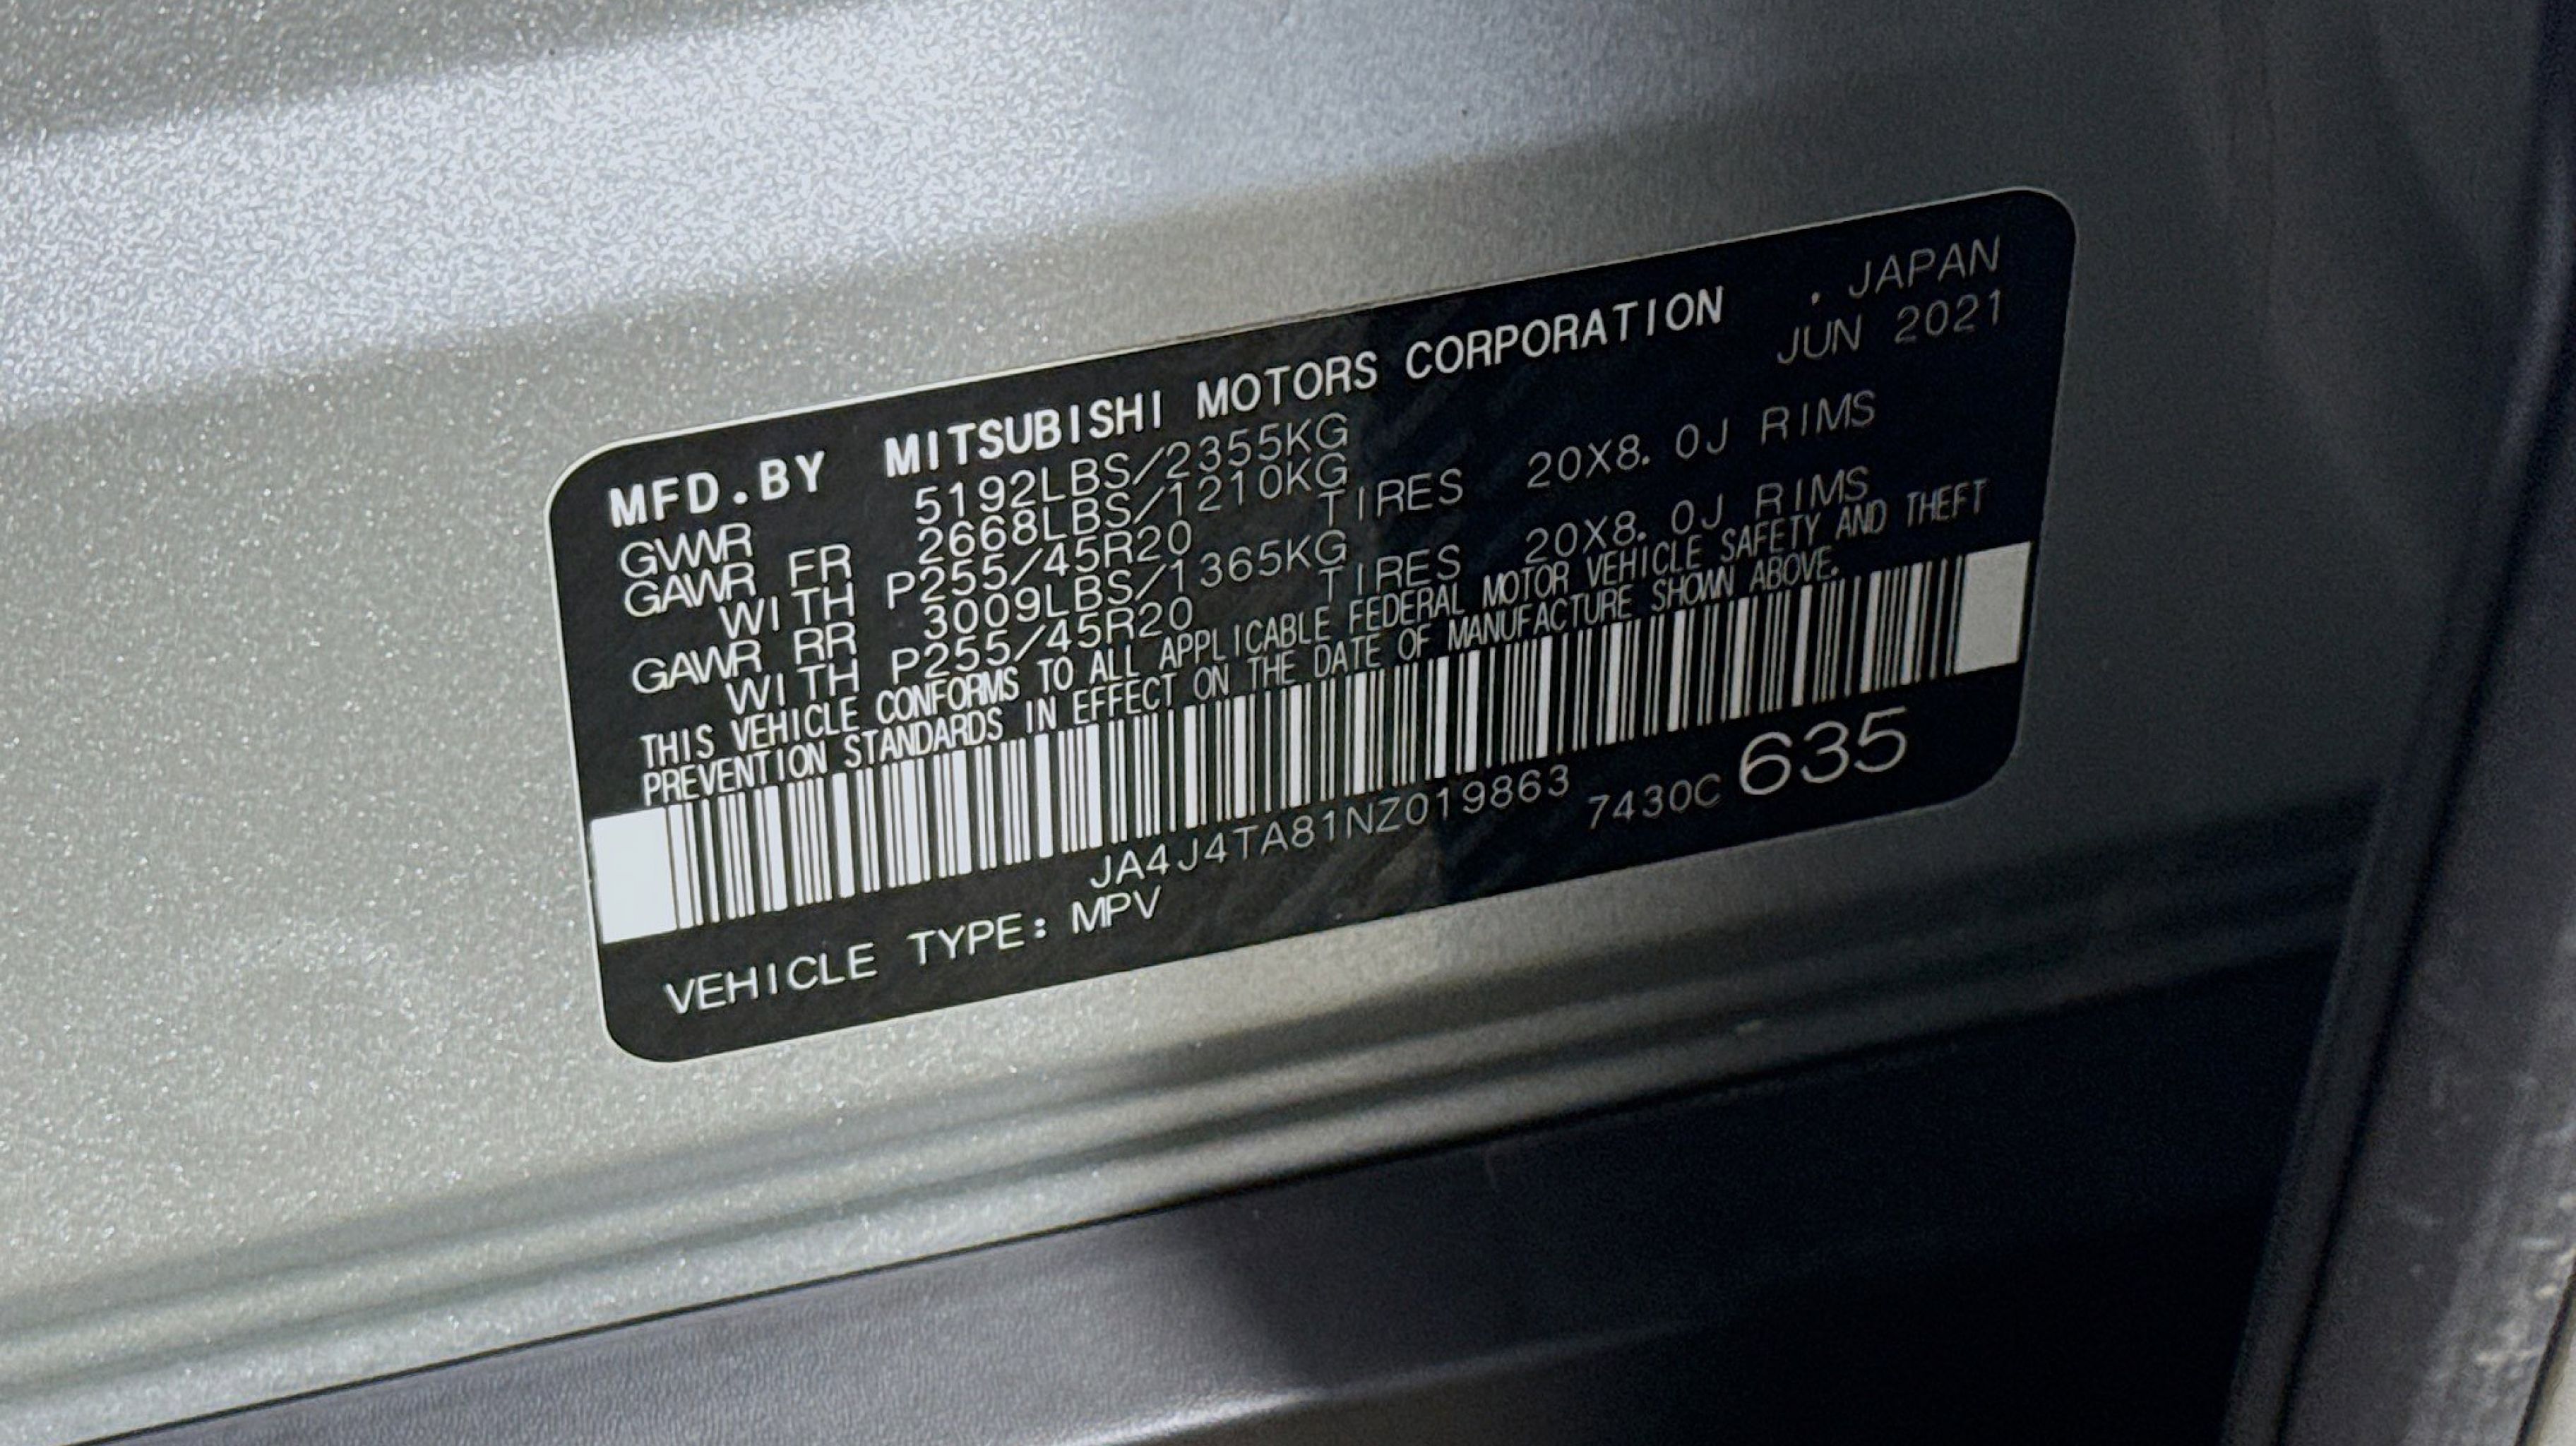 MFD.BY MITSUBISHI MOTORS CORPORATION . JAPAN
JUN 2021
GVWR 5192LBS/2355KG
GAWR FR 2668LBS/1210KG
WITH P255/45R20 TIRES 20X8.0J RIMS
GAWR RR 3009LBS/1365KG
WITH P255/45R20 TIRES 20X8.0J RIMS
THIS VEHICLE CONFORMS TO ALL APPLICABLE FEDERAL MOTOR VEHICLE SAFETY AND THEFT
PREVENTION STANDARDS IN EFFECT ON THE DATE OF MANUFACTURE SHOWN ABOVE.
JA4J4TA81NZ019863 7430C 635
VEHICLE TYPE: MPV